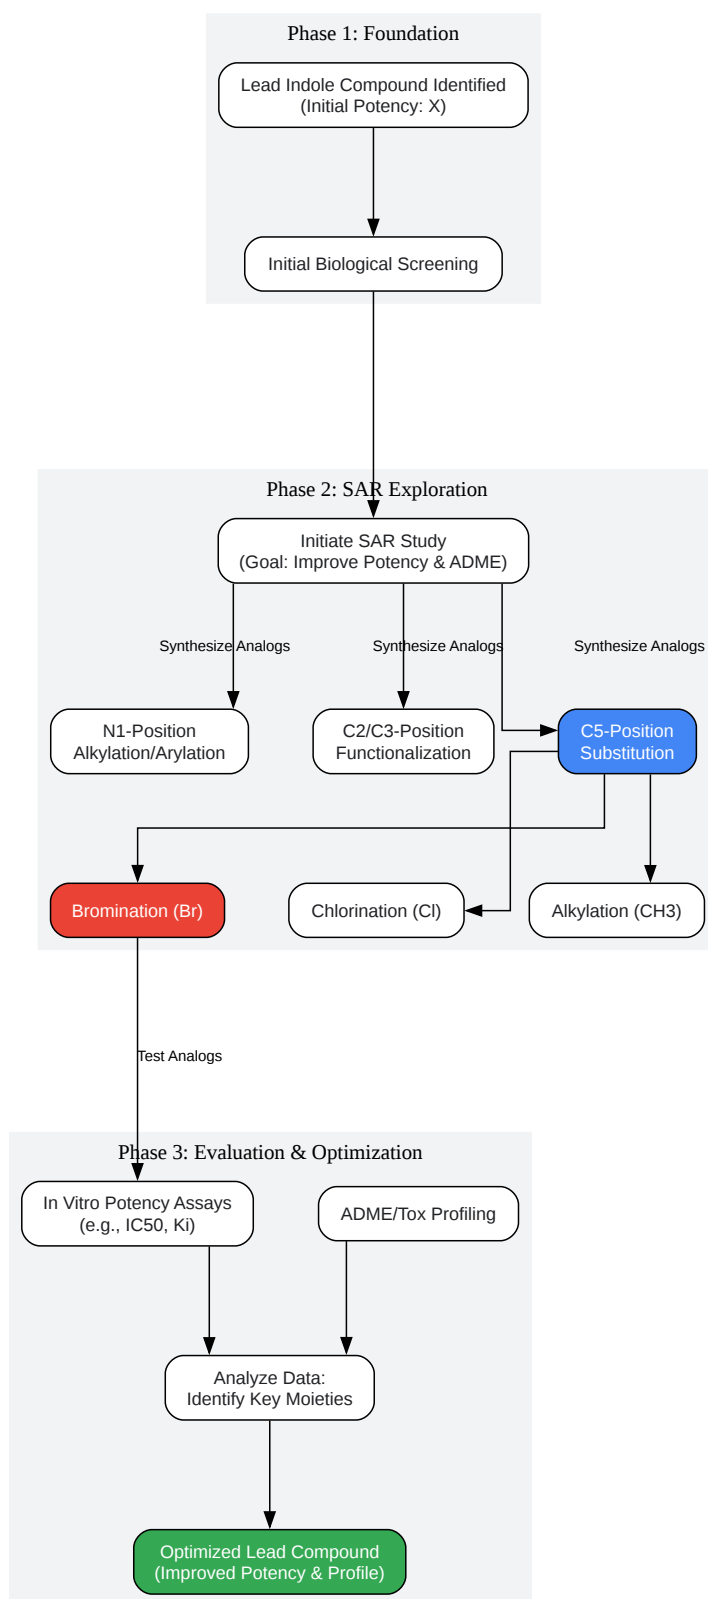 Phase 1: Foundation
Lead Indole Compound Identified
(Initial Potency: X)
Initial Biological Screening
Phase 2: SAR Exploration
Initiate SAR Study
(Goal: Improve Potency & ADME)
Synthesize Analogs
Synthesize Analogs
Synthesize Analogs
N1-Position
Alkylation/Arylation
C2/C3-Position
Functionalization
C5-Position
Substitution
Bromination (Br)
Chlorination (Cl)
Alkylation (CH3)
Test Analogs
Phase 3: Evaluation & Optimization
In Vitro Potency Assays
(e.g., IC50, Ki)
ADME/Tox Profiling
Analyze Data:
Identify Key Moieties
Optimized Lead Compound
(Improved Potency & Profile)